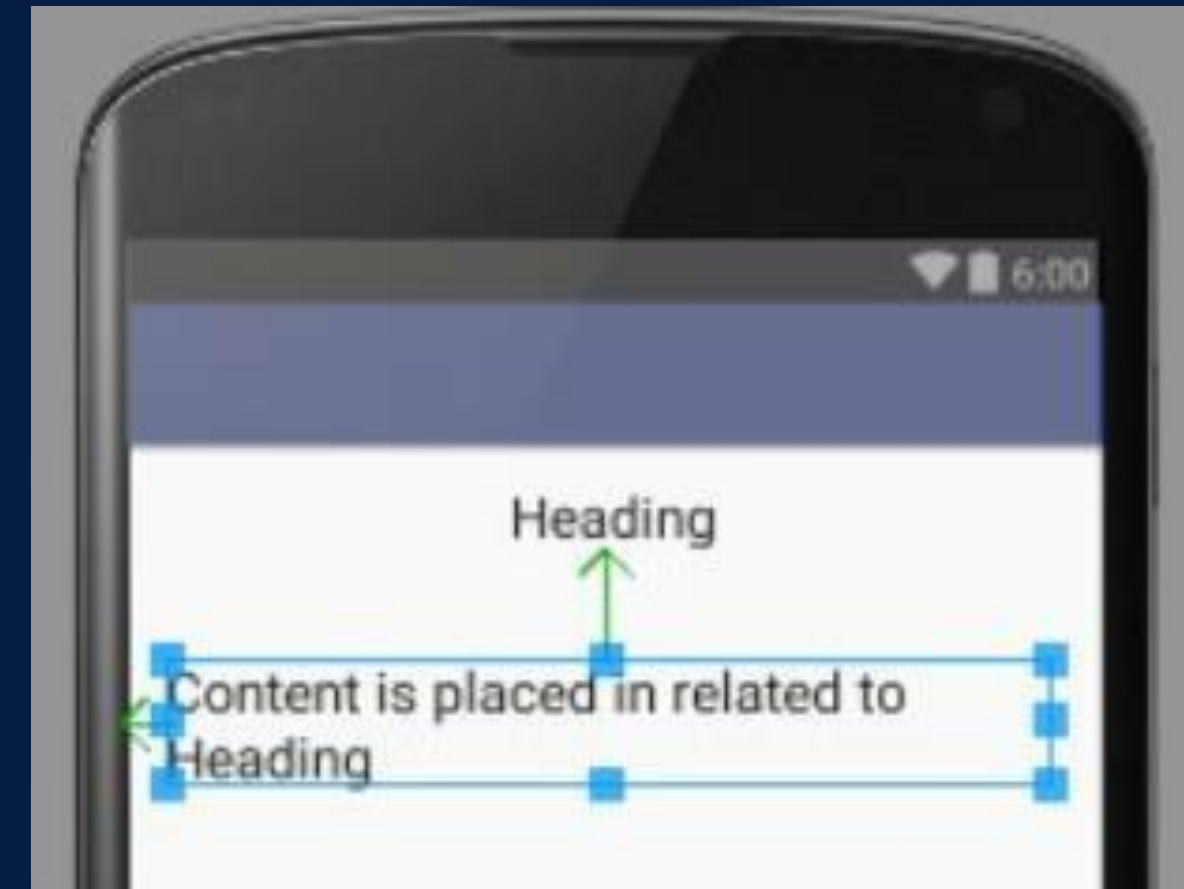 6:00
Heading
Content is placed in related to
Heading